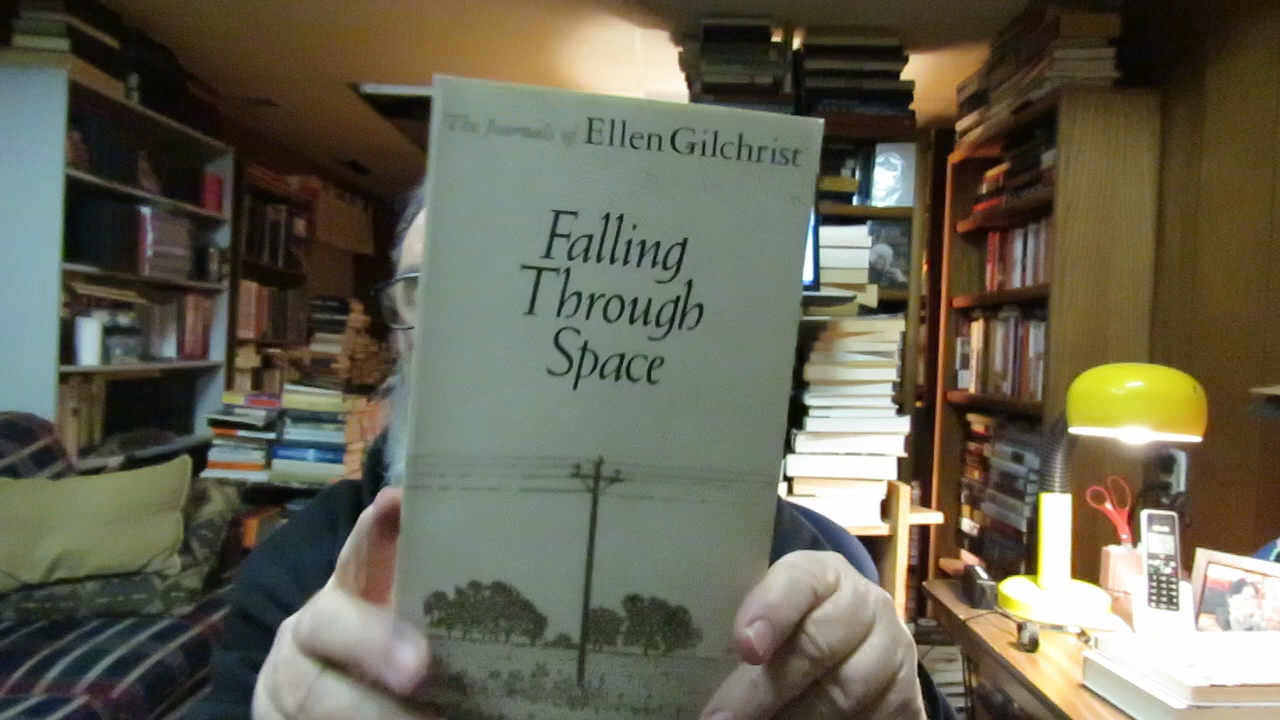 The Journals of Ellen Gilchrist
Falling
Through
Space